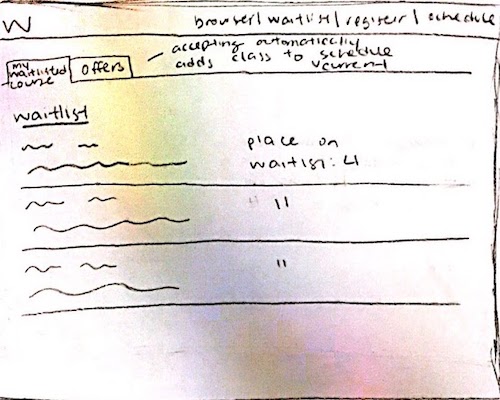 W
browser/ waitlist/ register/ schedule
my
waitlisted
course
offers
accepting automatically
adds class to schedule
current
waitlist
place on
waitlist: 4
"
"